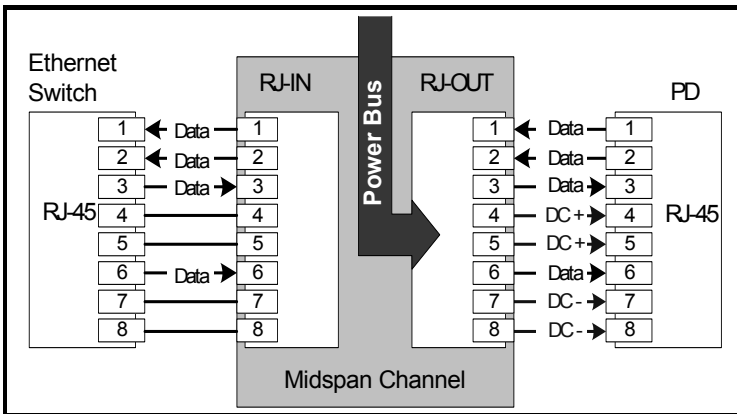 Ethernet
Switch
RJ-IN
Power Bus
RJ-OUT
PD
1 Data 1 1 Data 1
2 Data 2 2 Data 2
3 Data 3 3 Data 3
RJ-45 4 4 4 DC+ 4 RJ-45
5 5 5 DC+ 5
6 Data 6 6 Data 6
7 7 7 DC- 7
8 8 8 DC- 8
Midspan Channel